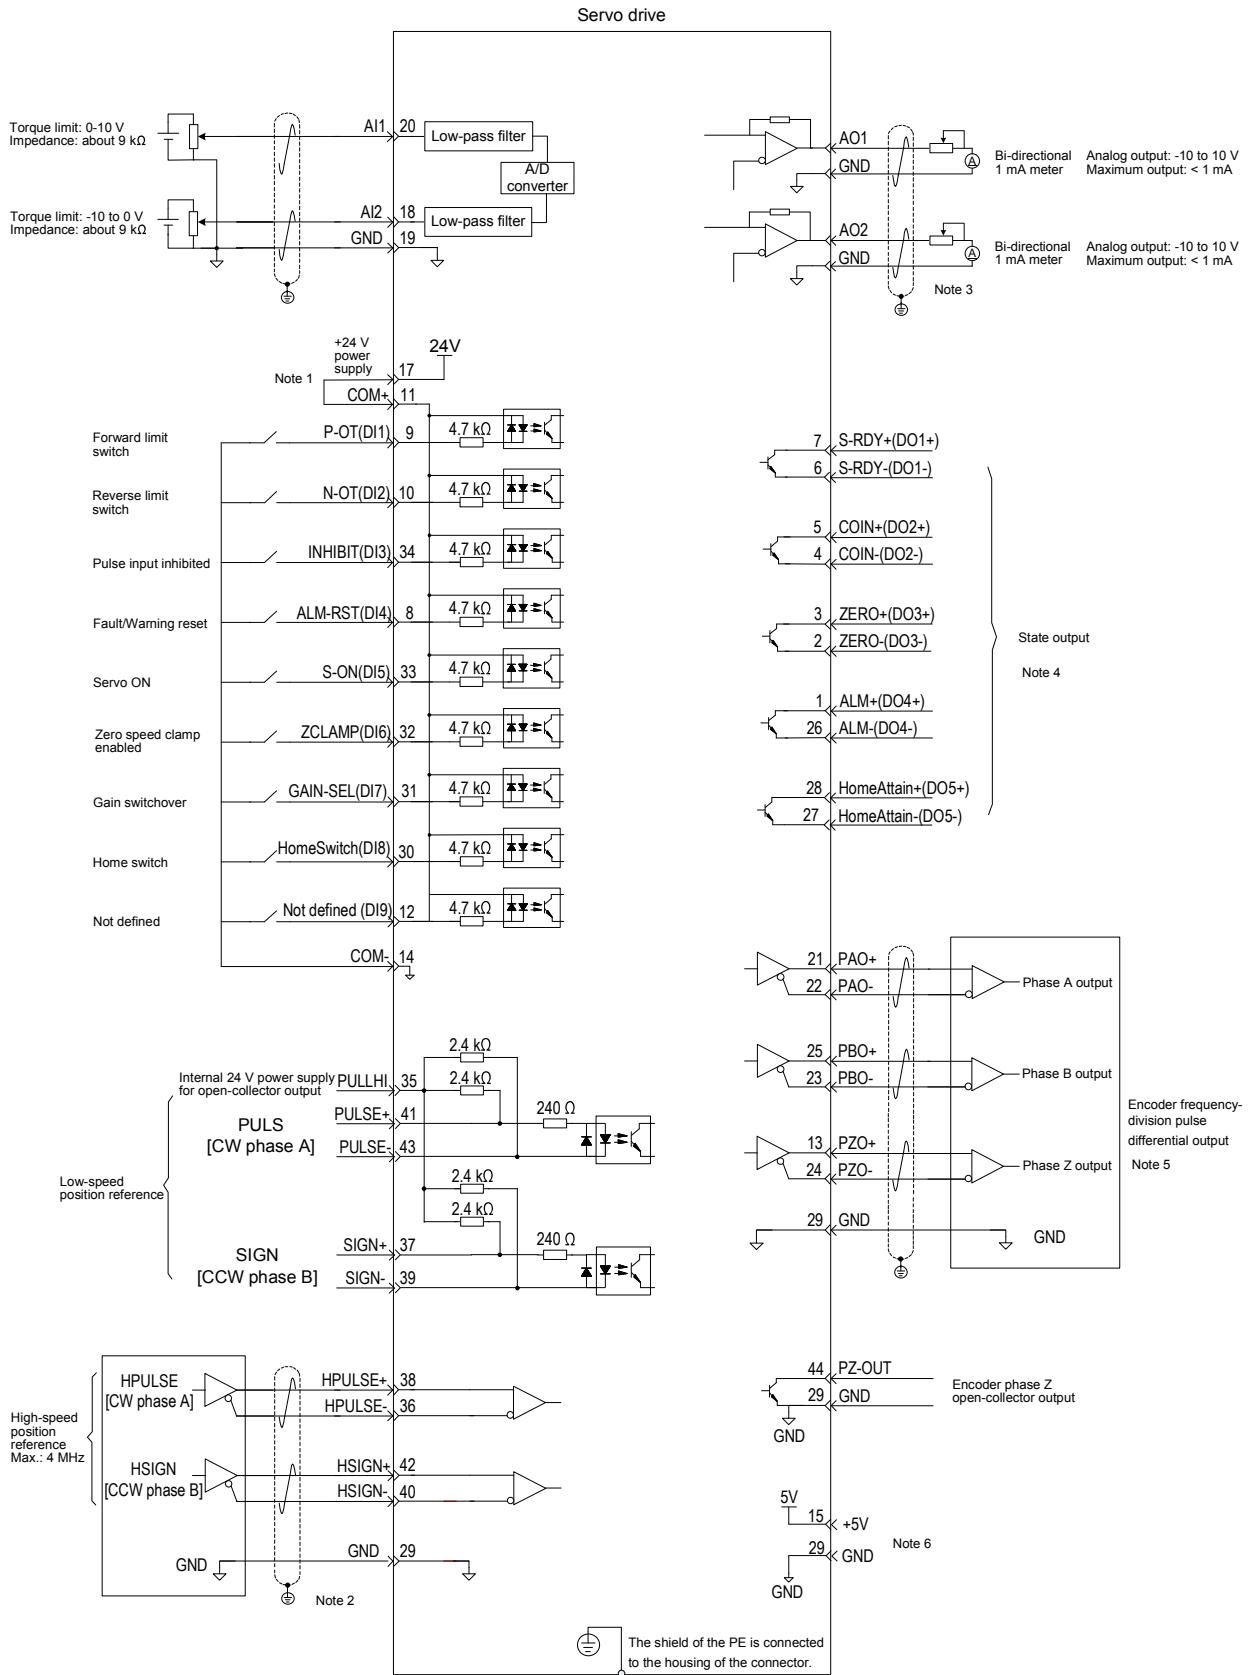 Servo drive
Torque limit: 0-10 V
Impedance: about 9 kΩ
AI1
20
Low-pass filter
A/D
converter
Torque limit: -10 to 0 V
Impedance: about 9 kΩ
AI2
18
Low-pass filter
GND
19
AO1
GND
A
Bi-directional
1 mA meter
Analog output: -10 to 10 V
Maximum output: < 1 mA
AO2
GND
A
Bi-directional
1 mA meter
Analog output: -10 to 10 V
Maximum output: < 1 mA
Note 3
+24 V
power
supply
24V
17
Note 1
COM+
11
Forward limit
switch
P-OT(DI1)
9
4.7 kΩ
Reverse limit
switch
N-OT(DI2)
10
4.7 kΩ
Pulse input inhibited
INHIBIT(DI3)
34
4.7 kΩ
Fault/Warning reset
ALM-RST(DI4)
8
4.7 kΩ
Servo ON
S-ON(DI5)
33
4.7 kΩ
Zero speed clamp
enabled
ZCLAMP(DI6)
32
4.7 kΩ
Gain switchover
GAIN-SEL(DI7)
31
4.7 kΩ
Home switch
HomeSwitch(DI8)
30
4.7 kΩ
Not defined
Not defined (DI9)
12
4.7 kΩ
COM-
14
7 S-RDY+(DO1+)
6 S-RDY-(DO1-)
5 COIN+(DO2+)
4 COIN-(DO2-)
3 ZERO+(DO3+)
2 ZERO-(DO3-)
1 ALM+(DO4+)
26 ALM-(DO4-)
28 HomeAttain+(DO5+)
27 HomeAttain-(DO5-)
State output
Note 4
21 PAO+
22 PAO-
Phase A output
25 PBO+
23 PBO-
Phase B output
13 PZO+
24 PZO-
Phase Z output
29 GND
GND
Encoder frequency-
division pulse
differential output
Note 5
Low-speed
position reference
Internal 24 V power supply
for open-collector output
PULLHI
35
2.4 kΩ
2.4 kΩ
PULS
[CW phase A]
PULSE+
41
240 Ω
PULSE-
43
2.4 kΩ
2.4 kΩ
SIGN
[CCW phase B]
SIGN+
37
240 Ω
SIGN-
39
High-speed
position
reference
Max.: 4 MHz
HPULSE
[CW phase A]
HPULSE+
38
HPULSE-
36
HSIGN
[CCW phase B]
HSIGN+
42
HSIGN-
40
GND
GND
29
Note 2
44 PZ-OUT
29 GND
GND
Encoder phase Z
open-collector output
5V
15 +5V
29 GND
GND
Note 6
The shield of the PE is connected
to the housing of the connector.